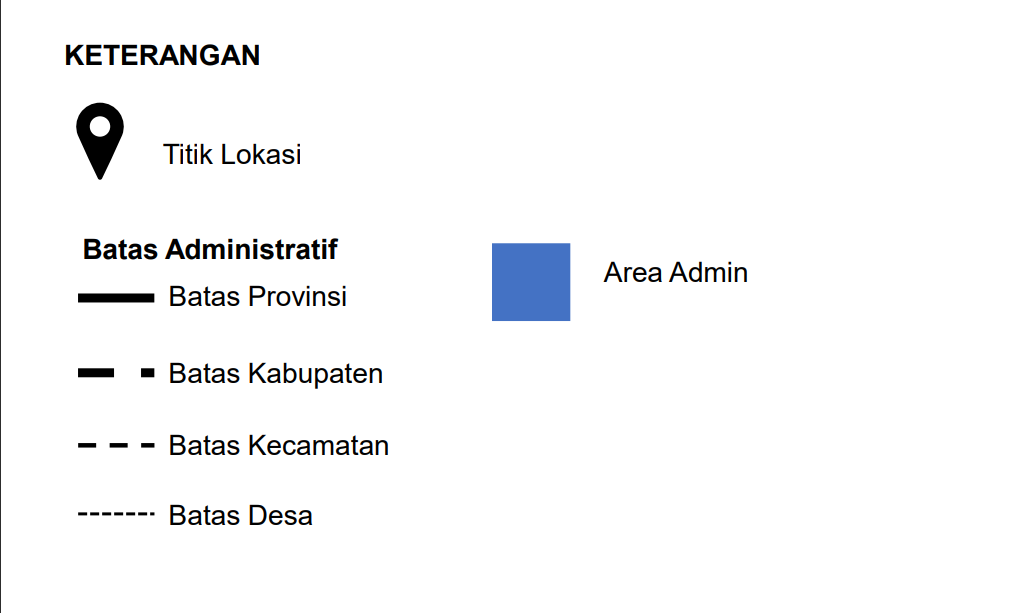 KETERANGAN
Titik Lokasi
Batas Administratif
Batas Provinsi
Batas Kabupaten
Batas Kecamatan
Batas Desa
Area Admin